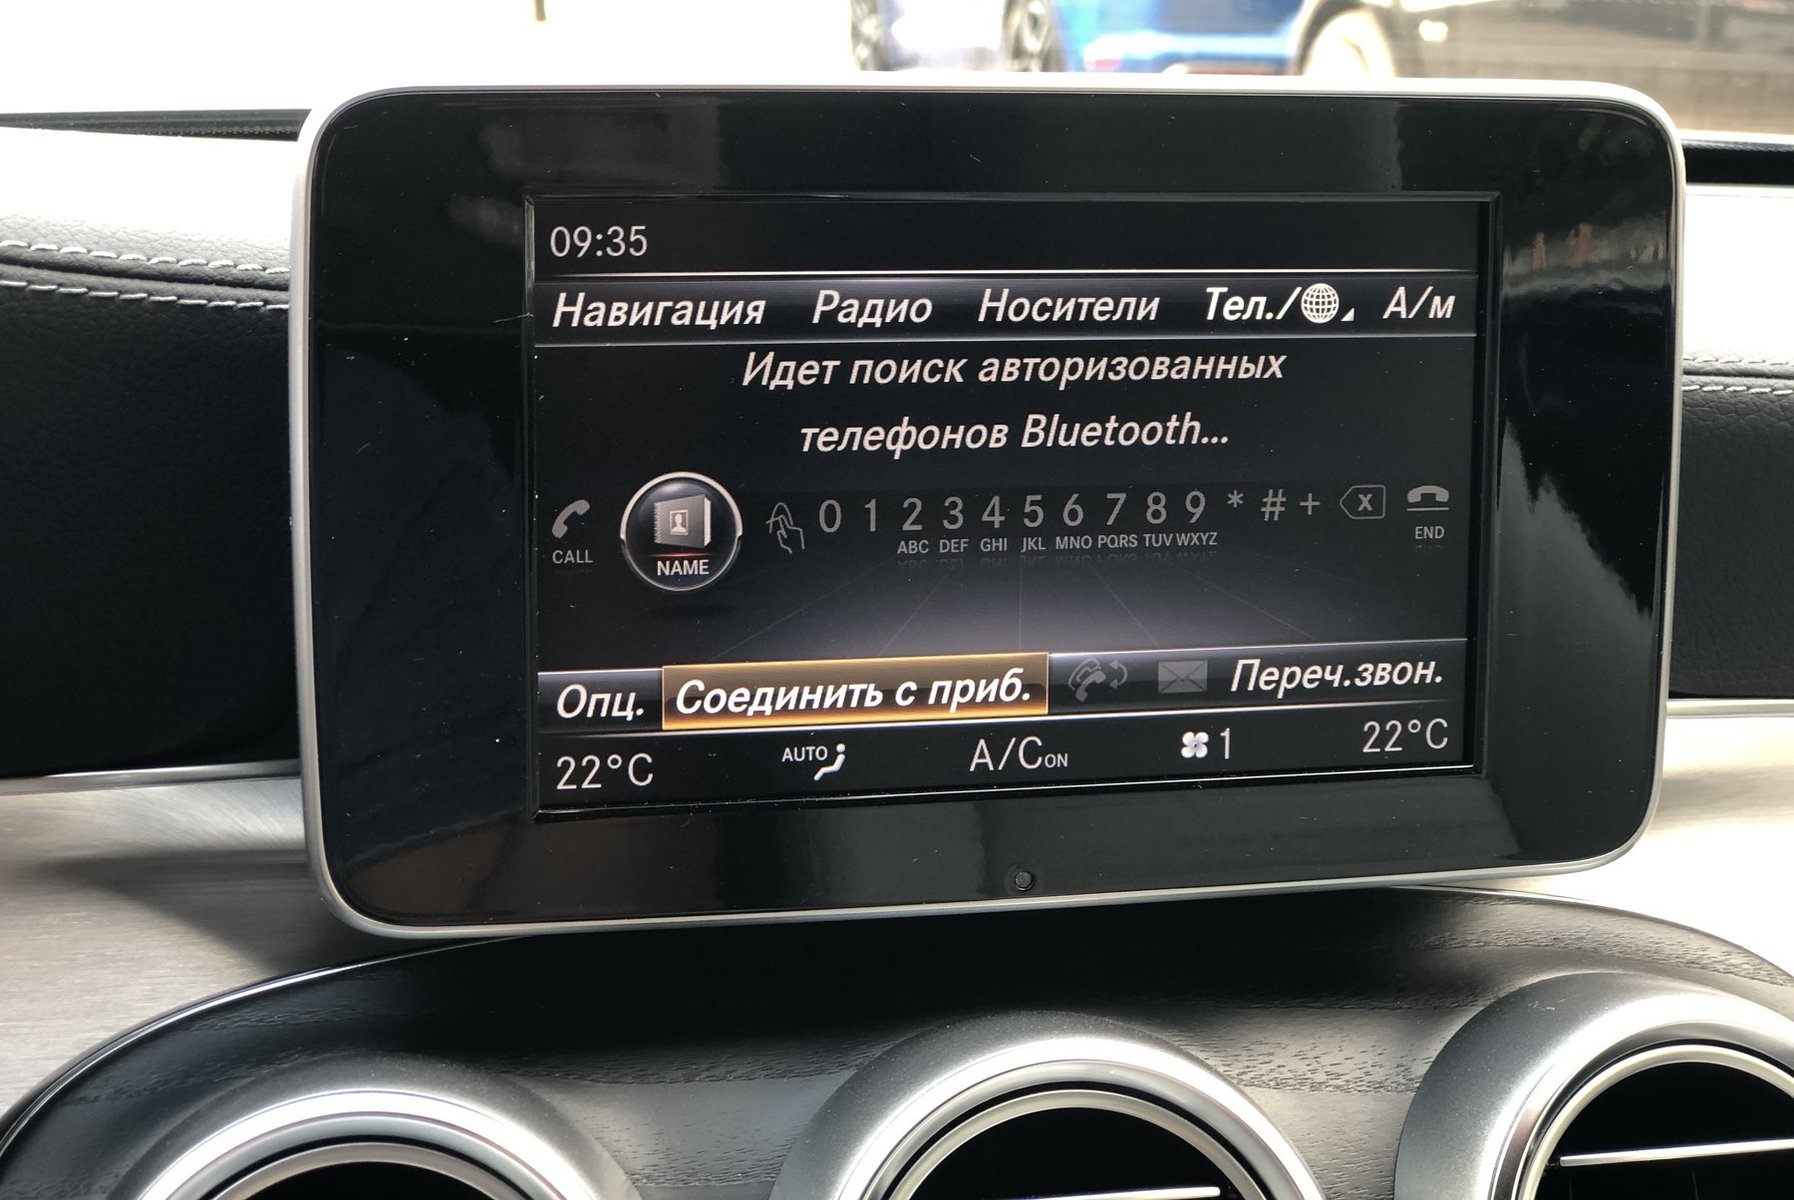 09:35
Навигация Радио Носители Тел./ А/м
Идет поиск авторизованных
телефонов Bluetooth...
CALL NAME 0 1 2 3 4 5 6 7 8 9 * # + x END
ABC DEF GHI JKL MNO PQRS TUV WXYZ
Опц. Соединить с приб. Переч.звон.
22°C AUTO A/C ON 1 22°C